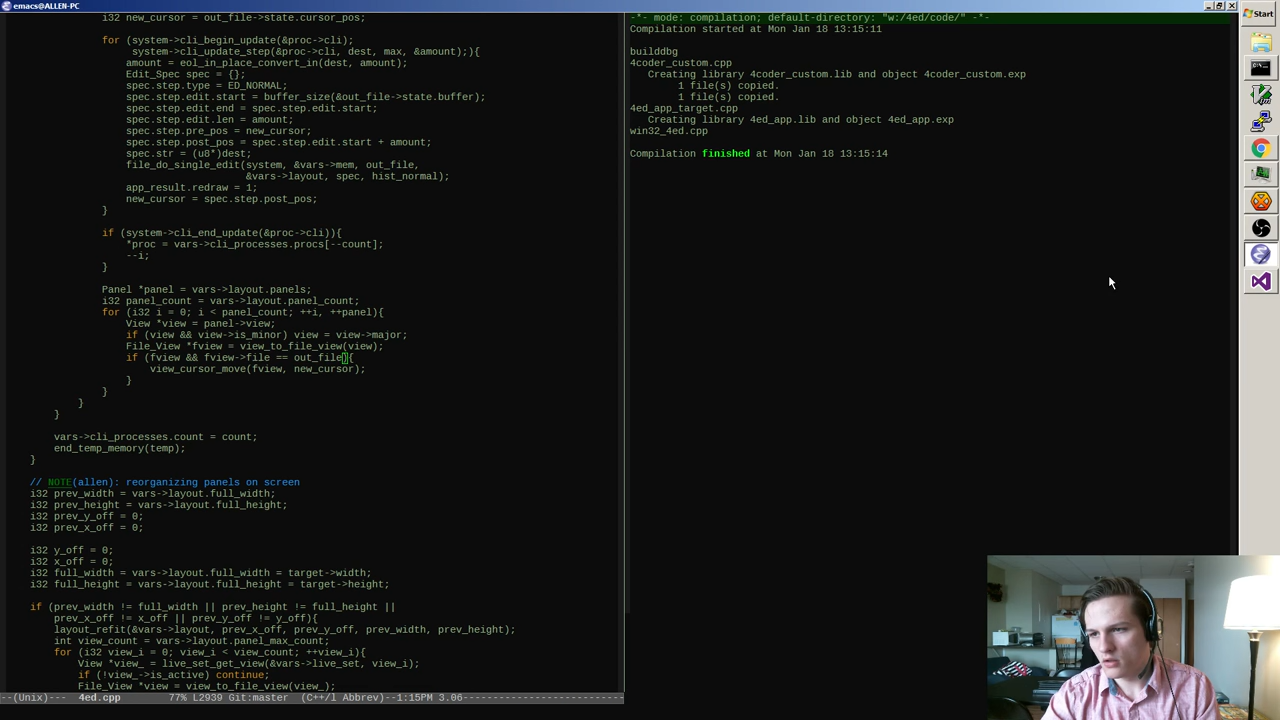 emacs@ALLEN-PC
i32 new_cursor = out_file->state.cursor_pos;
for (system->cli_begin_update(&proc->cli);
system->cli_update_step(&proc->cli, dest, max, &amount);){
amount = eol_in_place_convert_in(dest, amount);
Edit_Spec spec = {};
spec.step.type = ED_NORMAL;
spec.step.edit.start = buffer_size(&out_file->state.buffer);
spec.step.edit.end = spec.step.edit.start;
spec.step.edit.len = amount;
spec.step.pre_pos = new_cursor;
spec.step.post_pos = spec.step.edit.start + amount;
spec.str = (u8*)dest;
file_do_single_edit(system, &vars->mem, out_file,
&vars->layout, spec, hist_normal);
app_result.redraw = 1;
new_cursor = spec.step.post_pos;
}
if (system->cli_end_update(&proc->cli)){
*proc = vars->cli_processes.procs[--count];
--i;
}
Panel *panel = vars->layout.panels;
i32 panel_count = vars->layout.panel_count;
for (i32 i = 0; i < panel_count; ++i, ++panel){
View *view = panel->view;
if (view && view->is_minor) view = view->major;
File_View *fview = view_to_file_view(view);
if (fview && fview->file == out_file){
view_cursor_move(fview, new_cursor);
}
}
}
}
vars->cli_processes.count = count;
end_temp_memory(temp);
}
// NOTE(allen): reorganizing panels on screen
i32 prev_width = vars->layout.full_width;
i32 prev_height = vars->layout.full_height;
i32 prev_y_off = 0;
i32 prev_x_off = 0;
i32 y_off = 0;
i32 x_off = 0;
i32 full_width = vars->layout.full_width = target->width;
i32 full_height = vars->layout.full_height = target->height;
if (prev_width != full_width || prev_height != full_height ||
prev_x_off != x_off || prev_y_off != y_off){
layout_refit(&vars->layout, prev_x_off, prev_y_off, prev_width, prev_height);
int view_count = vars->layout.panel_max_count;
for (i32 view_i = 0; view_i < view_count; ++view_i){
View *view_ = live_set_get_view(&vars->live_set, view_i);
if (!view_->is_active) continue;
File_View *view = view_to_file_view(view_);
--(Unix)--- 4ed.cpp 77% L2939 Git:master (C++/l Abbrev)--1:15PM 3.06------------------------
-*- mode: compilation; default-directory: "w:/4ed/code/" -*-
Compilation started at Mon Jan 18 13:15:11
builddbg
4coder_custom.cpp
Creating library 4coder_custom.lib and object 4coder_custom.exp
1 file(s) copied.
1 file(s) copied.
4ed_app_target.cpp
Creating library 4ed_app.lib and object 4ed_app.exp
win32_4ed.cpp
Compilation finished at Mon Jan 18 13:15:14
Start